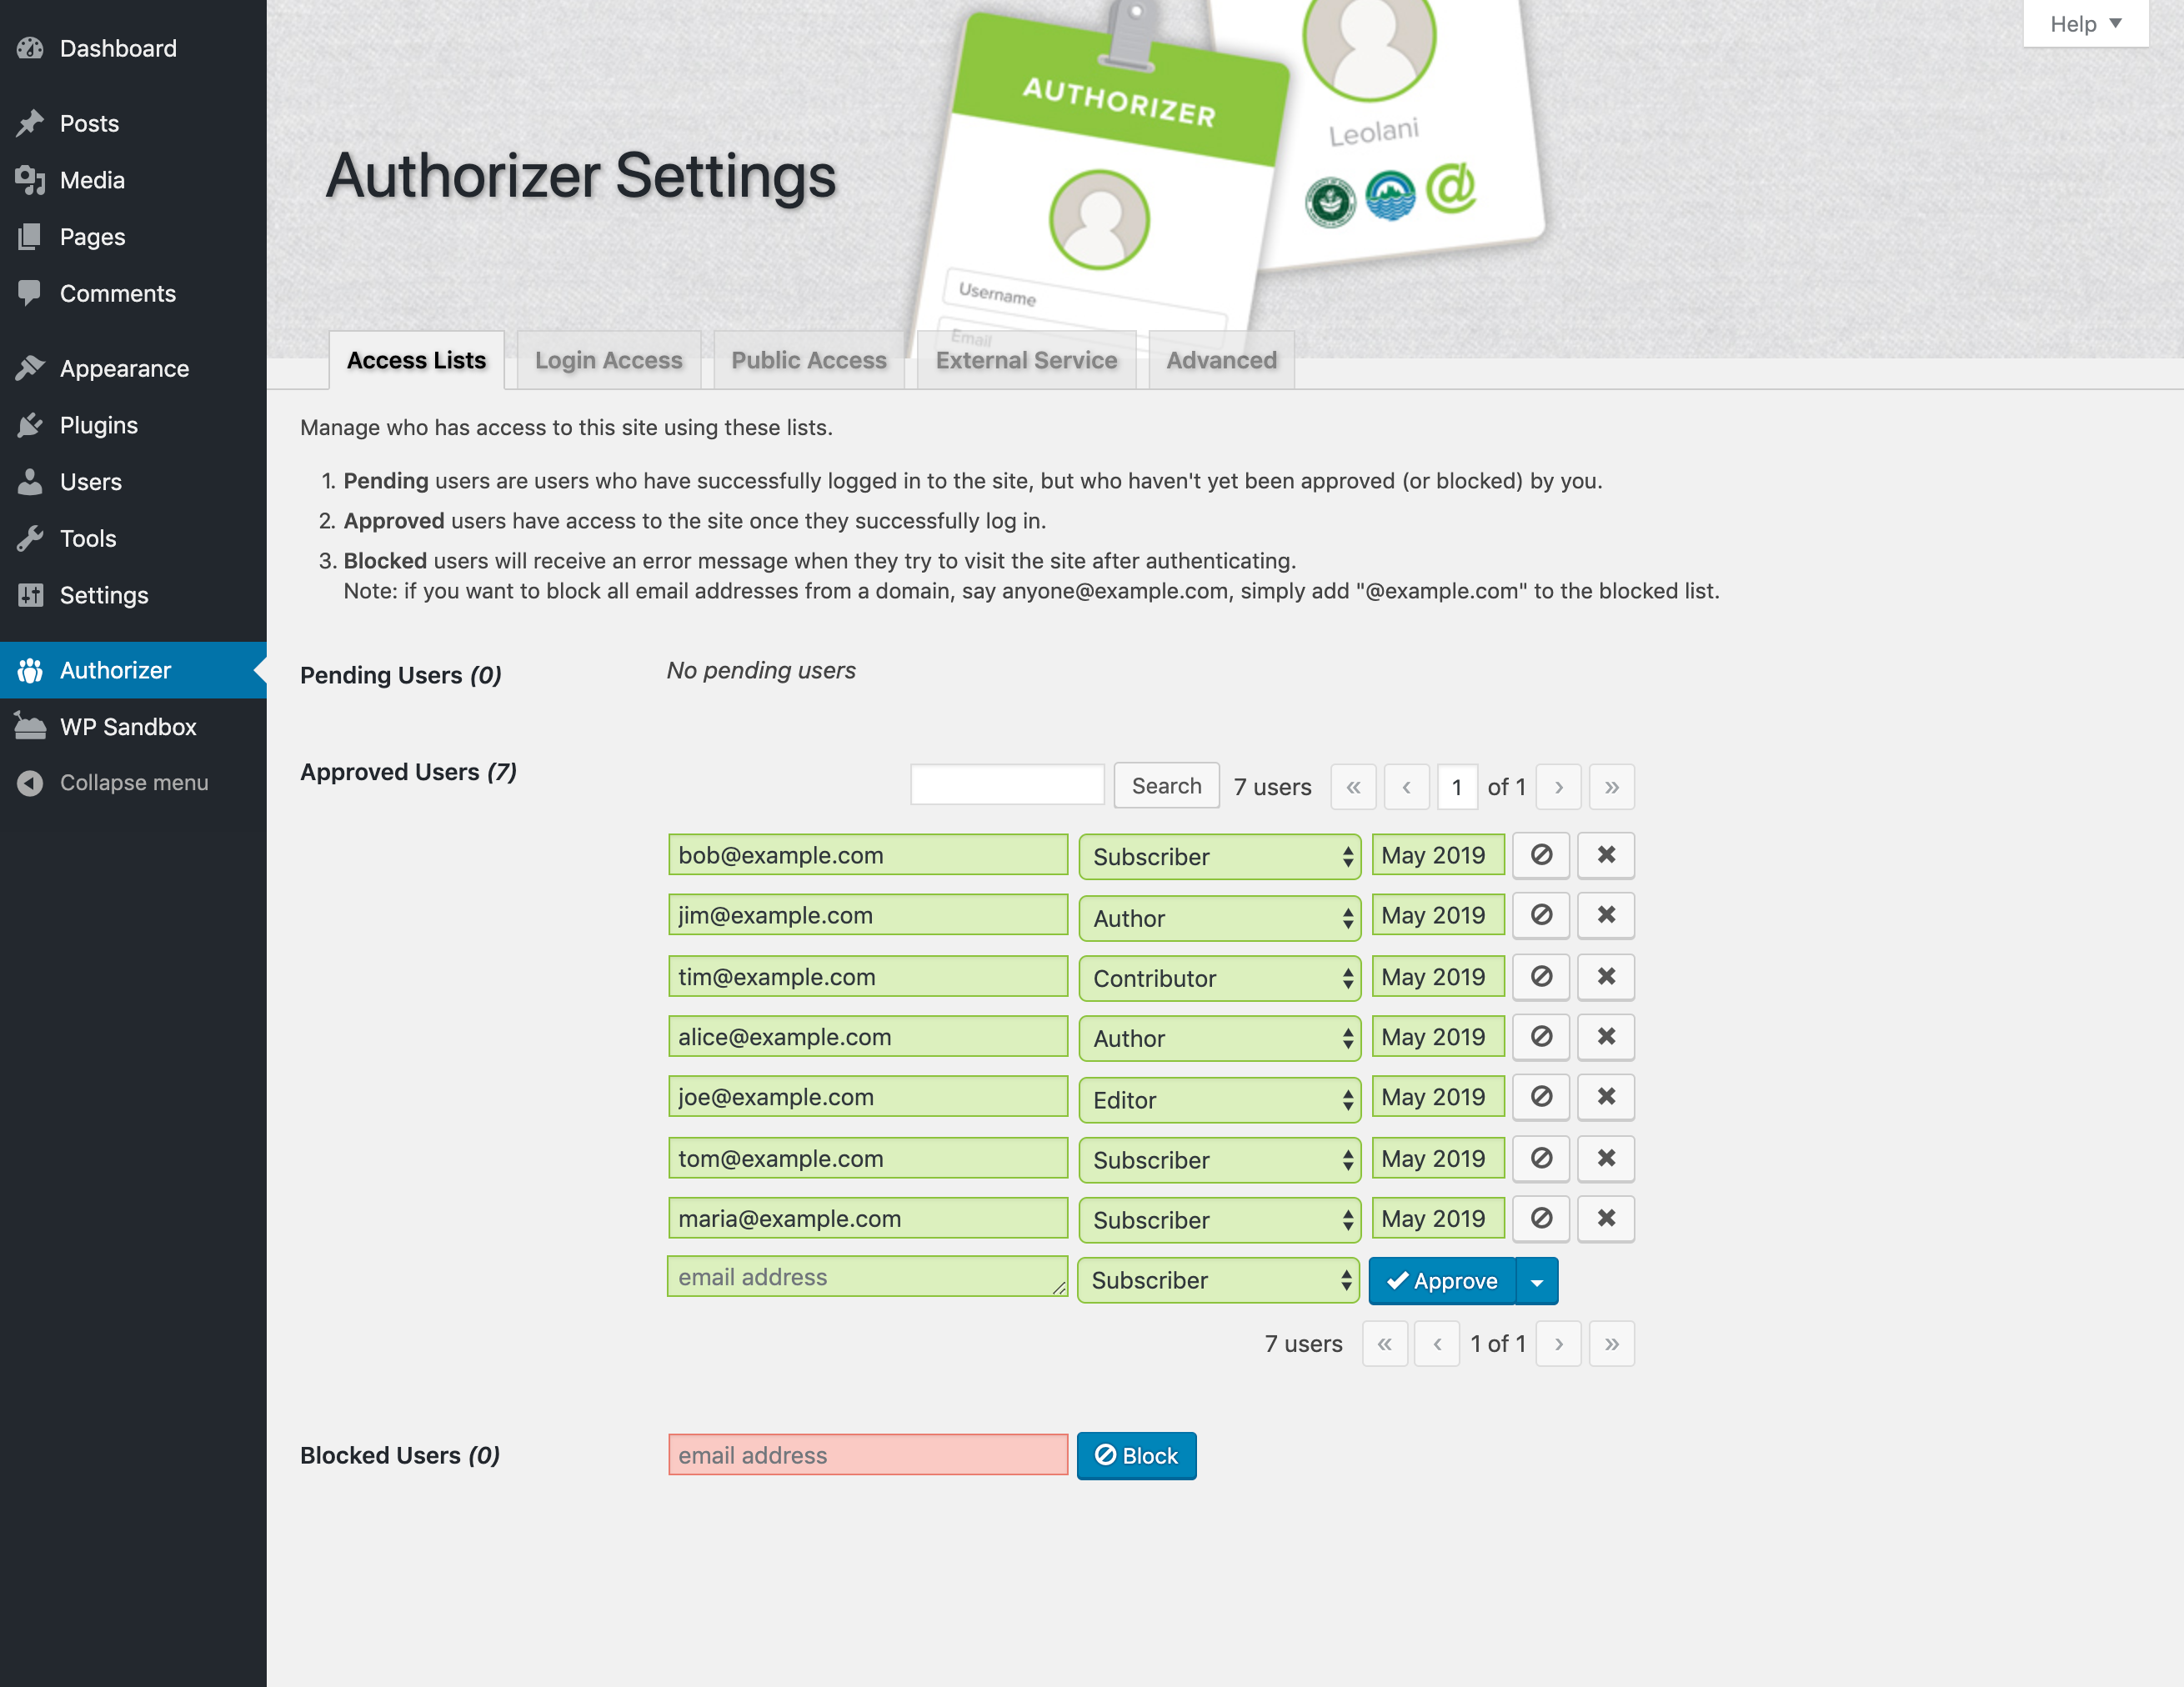 Dashboard
Posts
Media
Pages
Comments
Appearance
Plugins
Users
Tools
Settings
Authorizer
WP Sandbox
Collapse menu
Help
Authorizer Settings
AUTHORIZER
Username
Email
Leolani
Access Lists
Login Access
Public Access
External Service
Advanced
Manage who has access to this site using these lists.
1. Pending users are users who have successfully logged in to the site, but who haven't yet been approved (or blocked) by you.
2. Approved users have access to the site once they successfully log in.
3. Blocked users will receive an error message when they try to visit the site after authenticating.
Note: if you want to block all email addresses from a domain, say anyone@example.com, simply add "@example.com" to the blocked list.
Pending Users (0) No pending users
Approved Users (7) Search 7 users « ‹ 1 of 1 › »
bob@example.com Subscriber May 2019
jim@example.com Author May 2019
tim@example.com Contributor May 2019
alice@example.com Author May 2019
joe@example.com Editor May 2019
tom@example.com Subscriber May 2019
maria@example.com Subscriber May 2019
email address Subscriber Approve
7 users « ‹ 1 of 1 › »
Blocked Users (0) email address Block